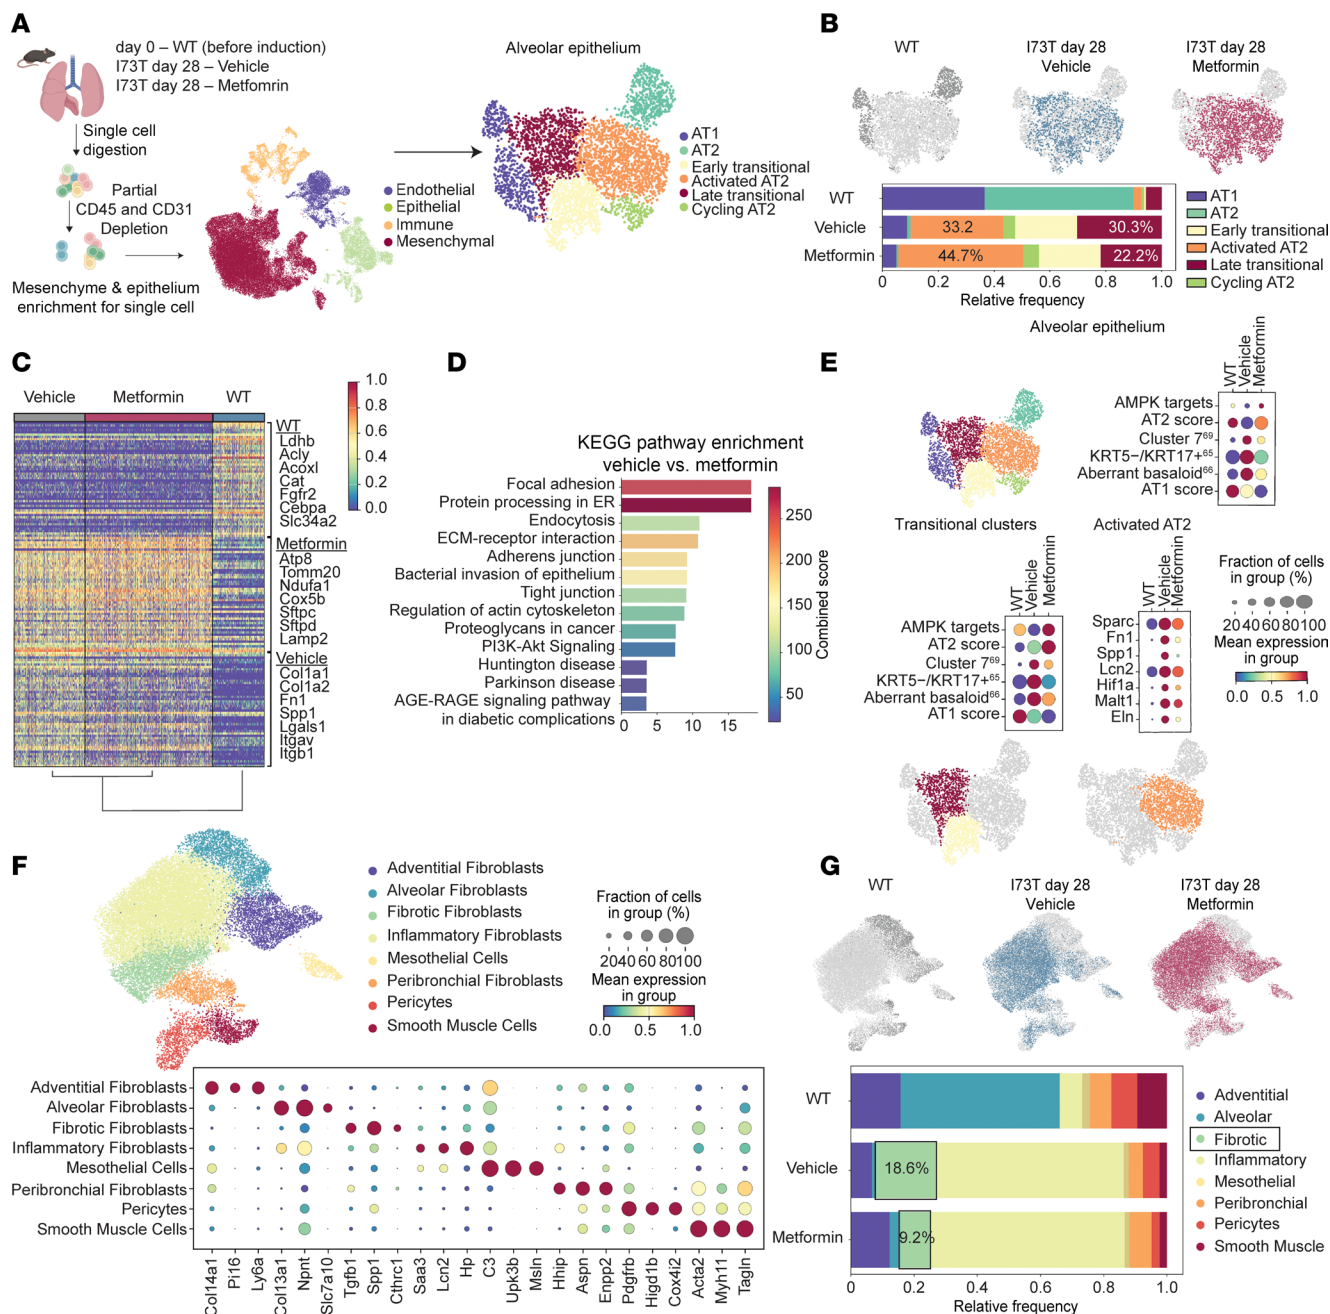 A
day 0 – WT (before induction)
I73T day 28 – Vehicle
I73T day 28 – Metfomrin
Single cell
digestion
Partial
CD45 and CD31
Depletion
Mesenchyme & epithelium
enrichment for single cell
Endothelial
Epithelial
Immune
Mesenchymal
Alveolar epithelium
AT1
AT2
Early transitional
Activated AT2
Late transitional
Cycling AT2
B
WT
I73T day 28
Vehicle
I73T day 28
Metformin
WT
Vehicle
Metformin
33.2
30.3%
44.7%
22.2%
0 0.2 0.4 0.6 0.8 1.0
Relative frequency
AT1
AT2
Early transitional
Activated AT2
Late transitional
Cycling AT2
C
Vehicle
Metformin
WT
1.0
0.8
0.6
0.4
0.2
0.0
WT
Ldhb
Acly
Acoxl
Cat
Fgfr2
Cebpa
Slc34a2
Metformin
Atp8
Tomm20
Ndufa1
Cox5b
Sftpc
Sftpd
Lamp2
Vehicle
Col1a1
Col1a2
Fn1
Spp1
Lgals1
Itgav
Itgb1
D
KEGG pathway enrichment
vehicle vs. metformin
Focal adhesion
Protein processing in ER
Endocytosis
ECM-receptor interaction
Adherens junction
Bacterial invasion of epithelium
Tight junction
Regulation of actin cytoskeleton
Proteoglycans in cancer
PI3K-Akt Signaling
Huntington disease
Parkinson disease
AGE-RAGE signaling pathway
in diabetic complications
0 5 10 15
250
200
150
100
50
Combined score
E
Alveolar epithelium
WT
Vehicle
Metformin
AMPK targets
AT2 score
Cluster 7⁶⁹
KRT5−/KRT17+⁶⁵
Aberrant basaloid⁶⁶
AT1 score
Transitional clusters
WT
Vehicle
Metformin
AMPK targets
AT2 score
Cluster 7⁶⁹
KRT5−/KRT17+⁶⁵
Aberrant basaloid⁶⁶
AT1 score
Activated AT2
WT
Vehicle
Metformin
Sparc
Fn1
Spp1
Lcn2
Hif1a
Malt1
Eln
Fraction of cells
in group (%)
20 40 60 80 100
Mean expression
in group
0.0 0.5 1.0
F
Adventitial Fibroblasts
Alveolar Fibroblasts
Fibrotic Fibroblasts
Inflammatory Fibroblasts
Mesothelial Cells
Peribronchial Fibroblasts
Pericytes
Smooth Muscle Cells
Fraction of cells
in group (%)
20 40 60 80 100
Mean expression
in group
0.0 0.5 1.0
Adventitial Fibroblasts
Alveolar Fibroblasts
Fibrotic Fibroblasts
Inflammatory Fibroblasts
Mesothelial Cells
Peribronchial Fibroblasts
Pericytes
Smooth Muscle Cells
Col14a1
Pi16
Ly6a
Col13a1
Npnt
Slc7a10
Tgfb1
Spp1
Cthrc1
Saa3
Lcn2
Hp
C3
Upk3b
Msln
Hhip
Aspn
Enpp2
Pdgfrb
Higd1b
Cox4i2
Acta2
Myh11
Tagln
G
WT
I73T day 28
Vehicle
I73T day 28
Metformin
WT
Vehicle
Metformin
18.6%
9.2%
0 0.2 0.4 0.6 0.8 1.0
Relative frequency
Adventitial
Alveolar
Fibrotic
Inflammatory
Mesothelial
Peribronchial
Pericytes
Smooth Muscle